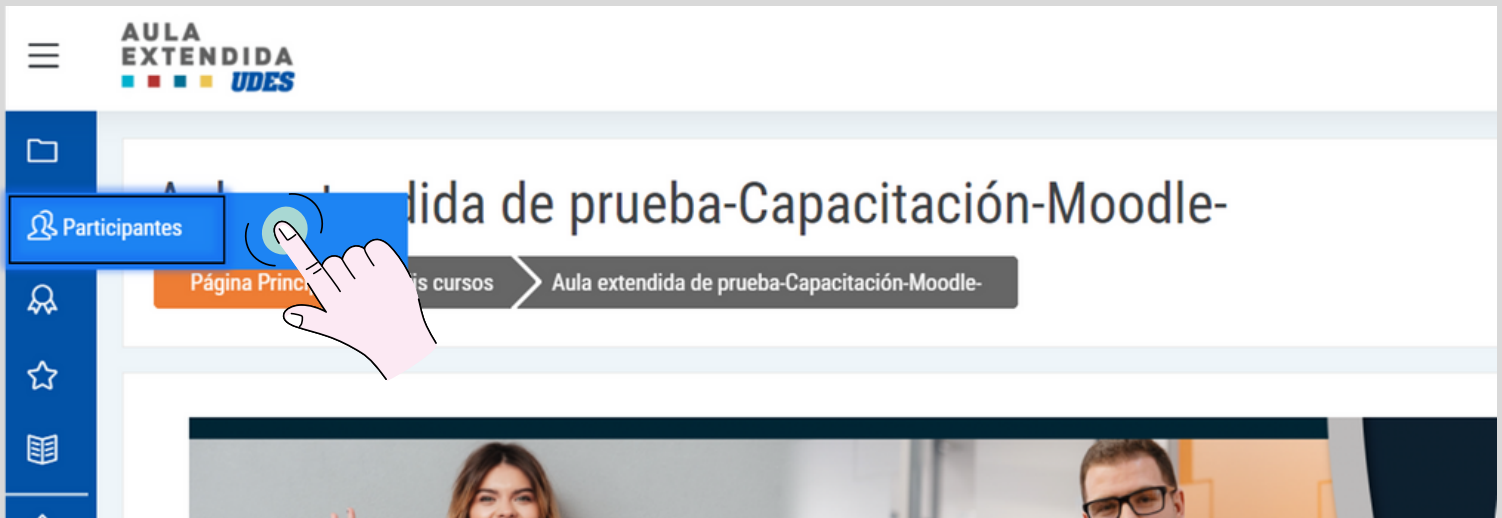 AULA
EXTENDIDA
UDES
dida de prueba-Capacitación-Moodle-
Participantes
Página Princ
is cursos
Aula extendida de prueba-Capacitación-Moodle-